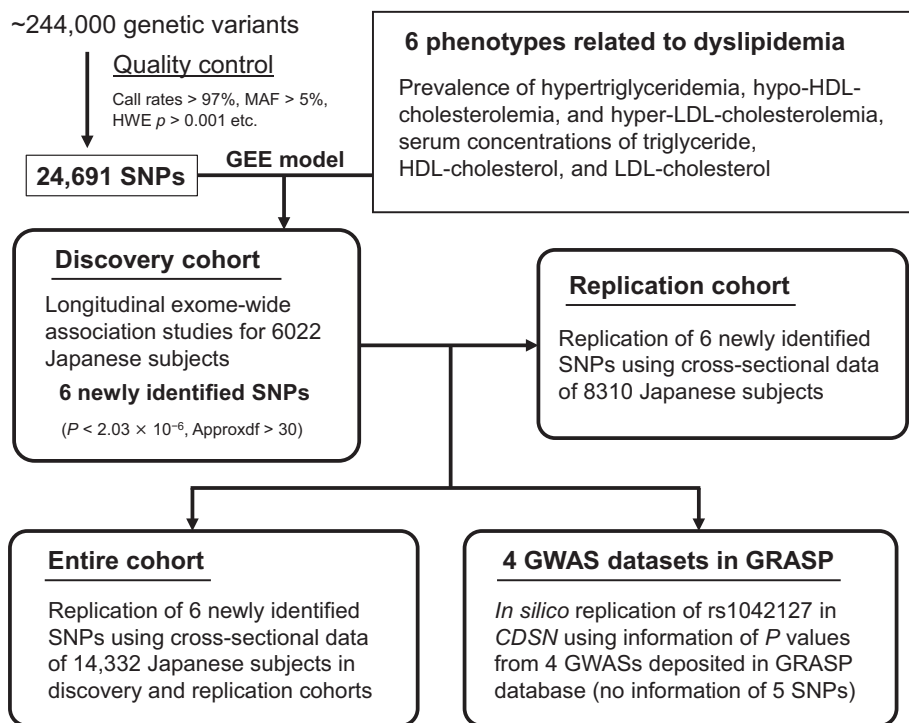 ~244,000 genetic variants
Quality control
Call rates > 97%, MAF > 5%,
HWE p > 0.001 etc.
24,691 SNPs
GEE model
6 phenotypes related to dyslipidemia
Prevalence of hypertriglyceridemia, hypo-HDL-
cholesterolemia, and hyper-LDL-cholesterolemia,
serum concentrations of triglyceride,
HDL-cholesterol, and LDL-cholesterol
Discovery cohort
Longitudinal exome-wide
association studies for 6022
Japanese subjects
6 newly identified SNPs
(P < 2.03 × 10⁻⁶, Approxdf > 30)
Replication cohort
Replication of 6 newly identified
SNPs using cross-sectional data
of 8310 Japanese subjects
Entire cohort
Replication of 6 newly identified
SNPs using cross-sectional data
of 14,332 Japanese subjects in
discovery and replication cohorts
4 GWAS datasets in GRASP
In silico replication of rs1042127 in
CDSN using information of P values
from 4 GWASs deposited in GRASP
database (no information of 5 SNPs)